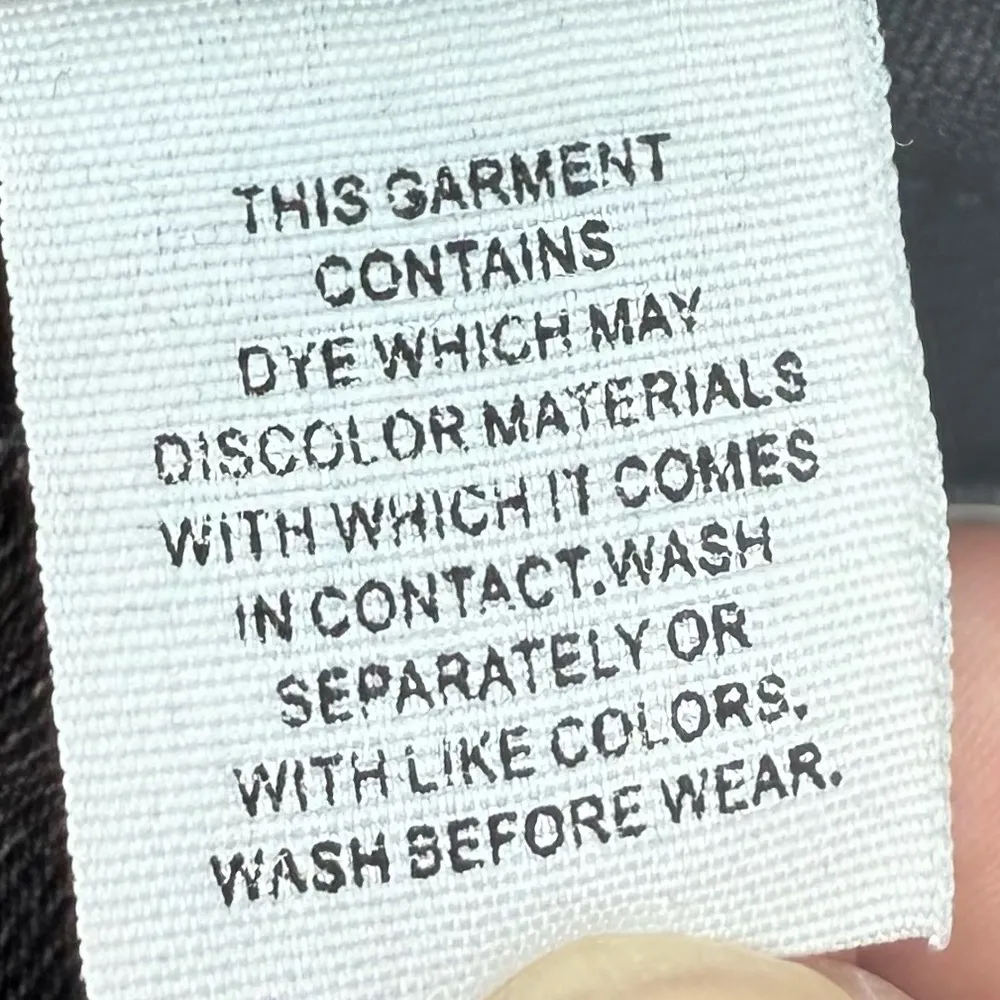 THIS GARMENT
CONTAINS
DYE WHICH MAY
DISCOLOR MATERIALS
WITH WHICH IT COMES
IN CONTACT.WASH
SEPARATELY OR
WITH LIKE COLORS.
WASH BEFORE WEAR.